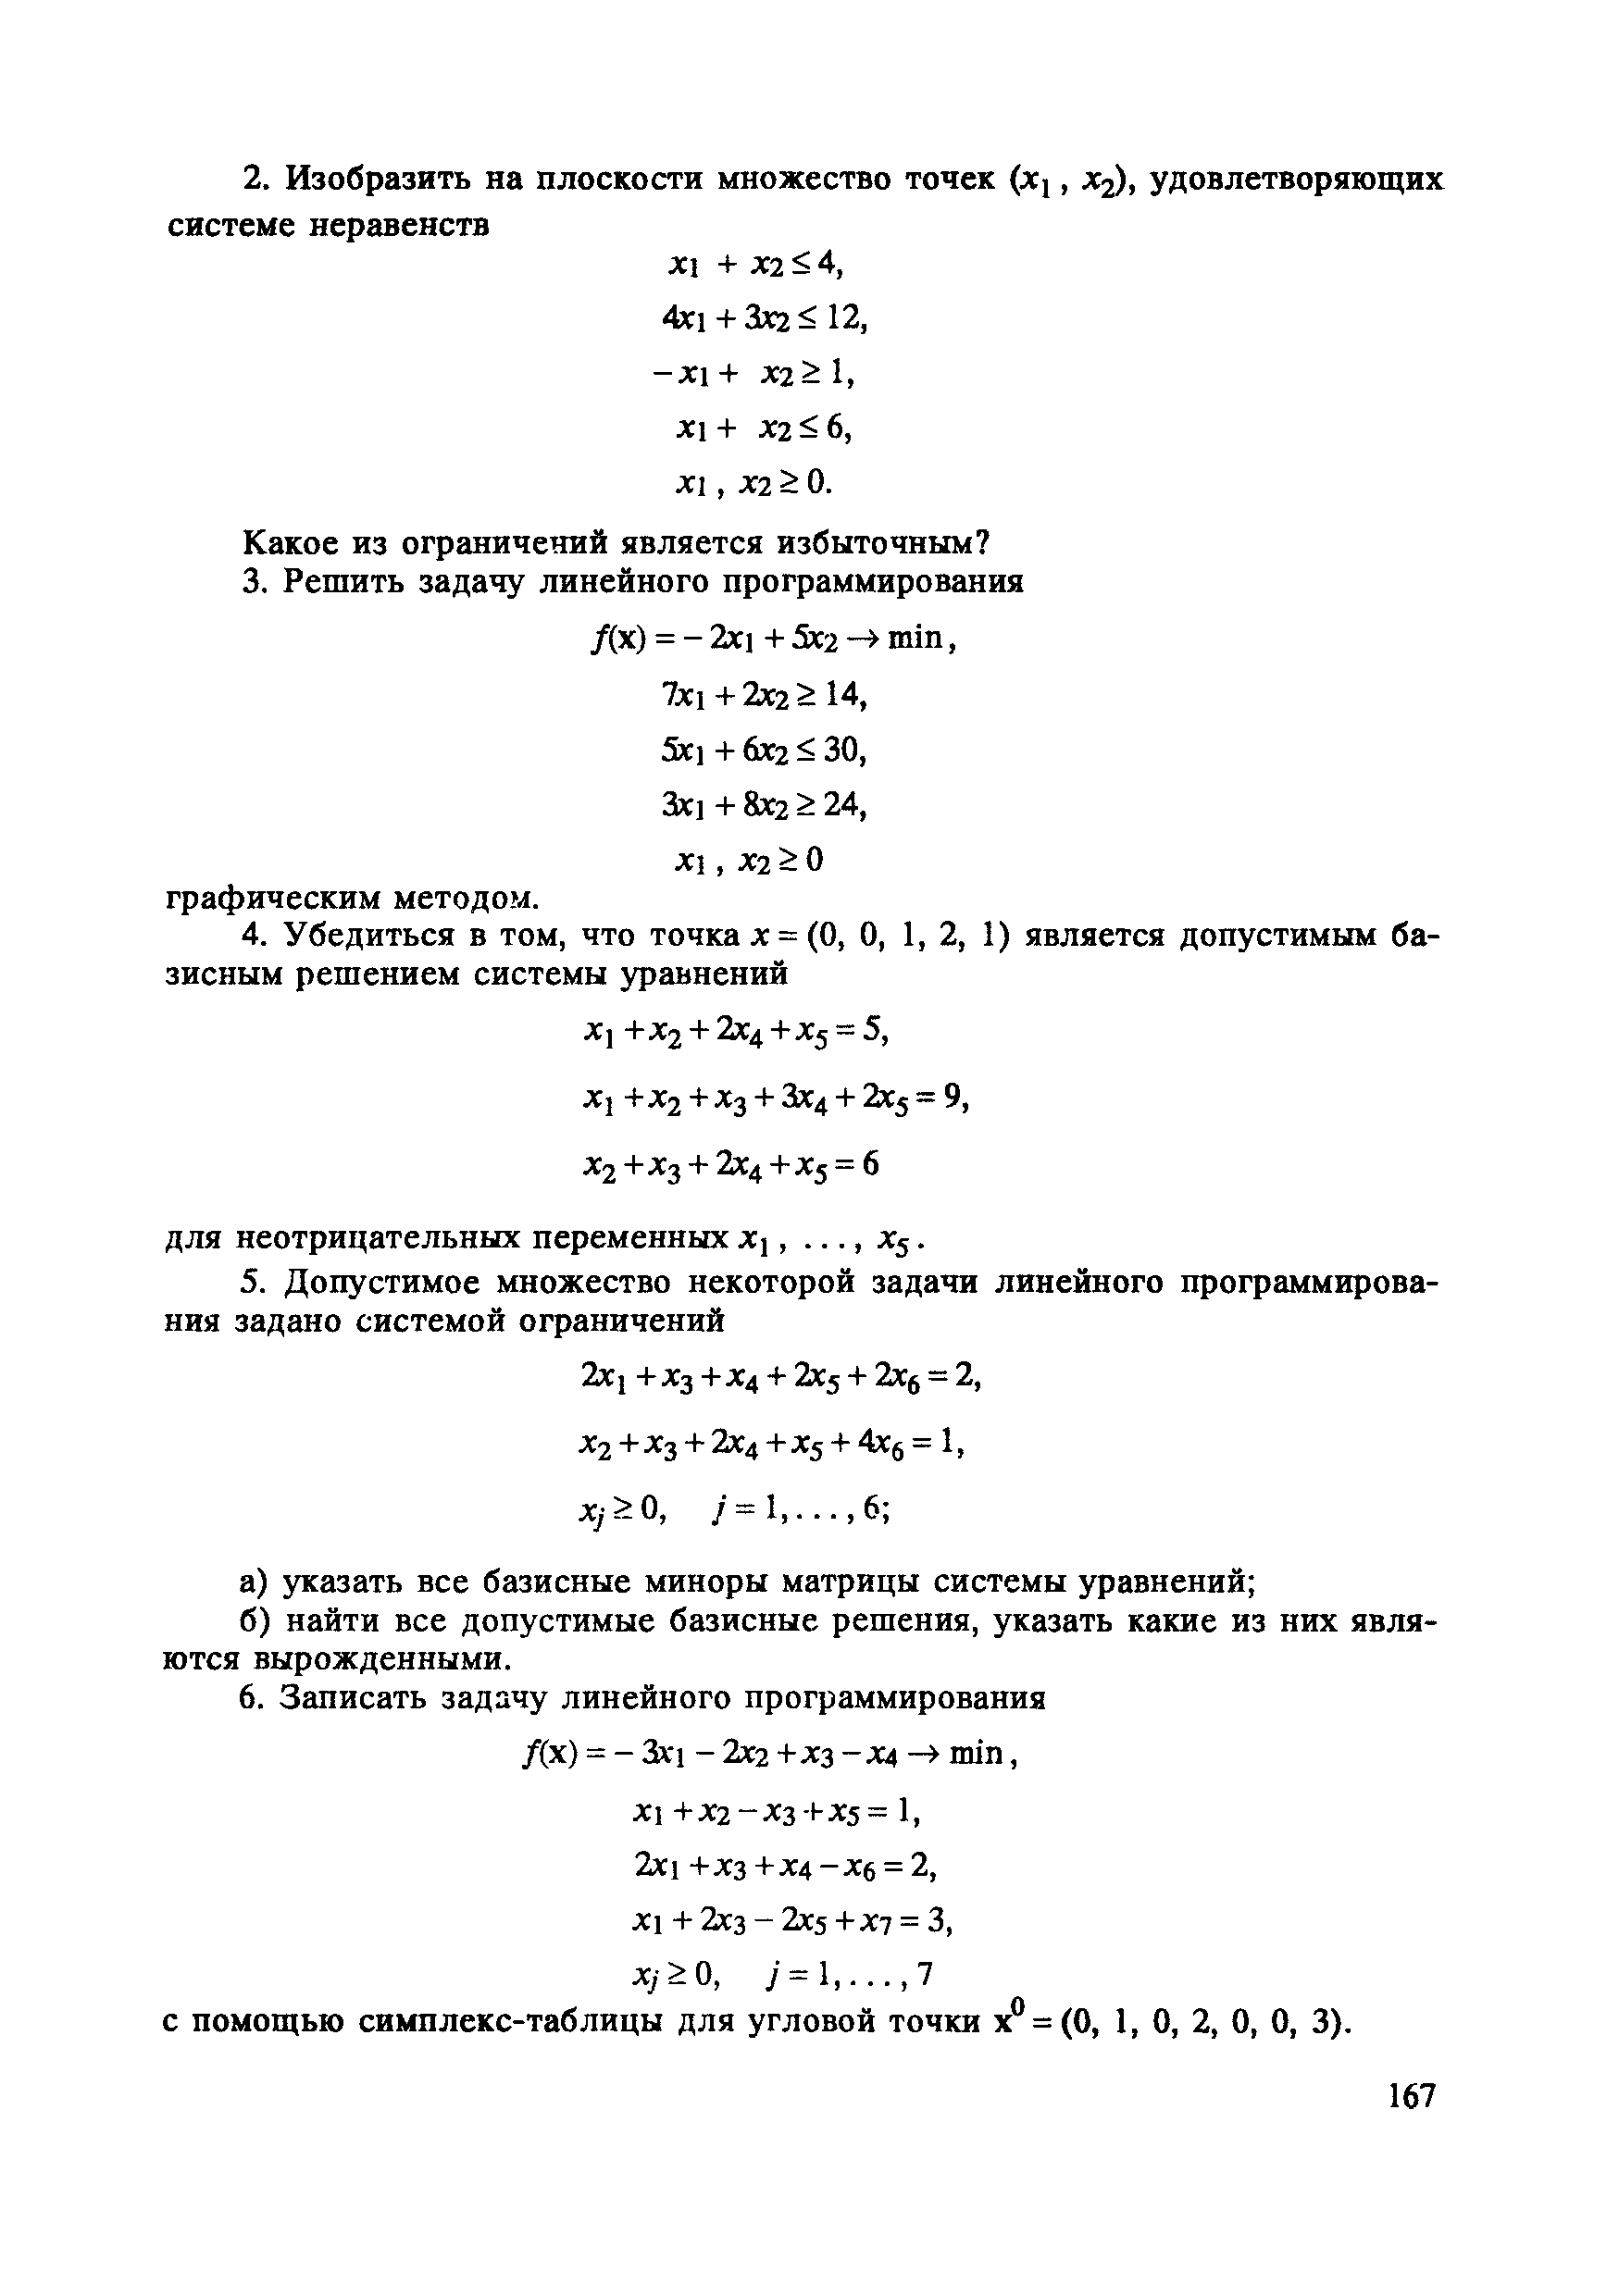 2. Изобразить на плоскости множество точек (x₁, x₂), удовлетворяющих
системе неравенств
x₁ + x₂ ≤ 4,
4x₁ + 3x₂ ≤ 12,
−x₁ + x₂ ≥ 1,
x₁ + x₂ ≤ 6,
x₁, x₂ ≥ 0.
Какое из ограничений является избыточным?
3. Решить задачу линейного программирования
f(x) = − 2x₁ + 5x₂ → min,
7x₁ + 2x₂ ≥ 14,
5x₁ + 6x₂ ≤ 30,
3x₁ + 8x₂ ≥ 24,
x₁, x₂ ≥ 0
графическим методом.
4. Убедиться в том, что точка x = (0, 0, 1, 2, 1) является допустимым ба-
зисным решением системы уравнений
x₁ + x₂ + 2x₄ + x₅ = 5,
x₁ + x₂ + x₃ + 3x₄ + 2x₅ = 9,
x₂ + x₃ + 2x₄ + x₅ = 6
для неотрицательных переменных x₁, ..., x₅.
5. Допустимое множество некоторой задачи линейного программирова-
ния задано системой ограничений
2x₁ + x₃ + x₄ + 2x₅ + 2x₆ = 2,
x₂ + x₃ + 2x₄ + x₅ + 4x₆ = 1,
xⱼ ≥ 0, j = 1,...,6;
а) указать все базисные миноры матрицы системы уравнений;
б) найти все допустимые базисные решения, указать какие из них явля-
ются вырожденными.
6. Записать задачу линейного программирования
f(x) = − 3x₁ − 2x₂ + x₃ − x₄ → min,
x₁ + x₂ − x₃ + x₅ = 1,
2x₁ + x₃ + x₄ − x₆ = 2,
x₁ + 2x₃ − 2x₅ + x₇ = 3,
xⱼ ≥ 0, j = 1,...,7
с помощью симплекс-таблицы для угловой точки x⁰ = (0, 1, 0, 2, 0, 0, 3).
167